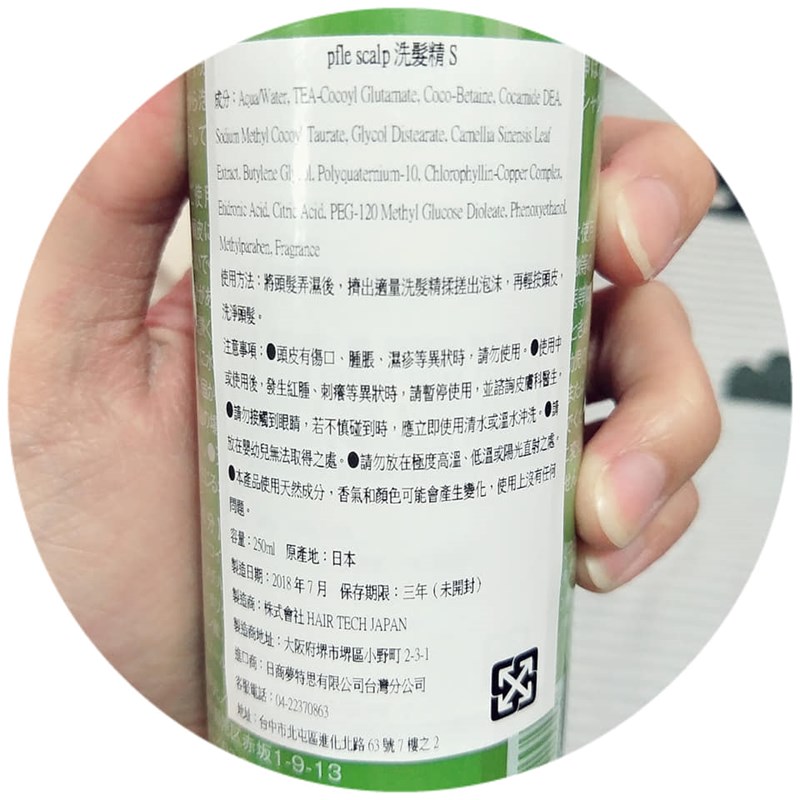 pfle scalp 洗髮精 S
成分：Aqua/Water, TEA-Cocoyl Glutamate, Coco-Betaine, Cocamide DEA,
Sodium Methyl Cocoyl Taurate, Glycol Distearate, Camellia Sinensis Leaf
Extract, Butylene Glycol, Polyquaternium-10, Chlorophyllin-Copper Complex,
Etidronic Acid, Citric Acid, PEG-120 Methyl Glucose Dioleate, Phenoxyethanol,
Methylparaben, Fragrance
使用方法：將頭髮弄濕後，擠出適量洗髮精揉搓出泡沫，再輕按頭皮，
洗淨頭髮。
注意事項：●頭皮有傷口、腫脹、濕疹等異狀時，請勿使用。●使用中
或使用後，發生紅腫、刺癢等異狀時，請暫停使用，並諮詢皮膚科醫生。
●請勿接觸到眼睛，若不慎碰到時，應立即使用清水或溫水沖洗。●請
放在嬰幼兒無法取得之處。●請勿放在極度高溫、低溫或陽光直射之處。
●本產品使用天然成分，香氣和顏色可能會產生變化，使用上沒有任何
問題。
容量：250ml 原產地：日本
製造日期：2018年7月 保存期限：三年（未開封）
製造商：株式會社 HAIR TECH JAPAN
製造商地址：大阪府堺市堺區小野町 2-3-1
進口商：日商夢特思有限公司台灣分公司
客服電話：04-22370863
地址：台中市北屯區進化北路 63 號 7 樓之 2
区赤坂1-9-13